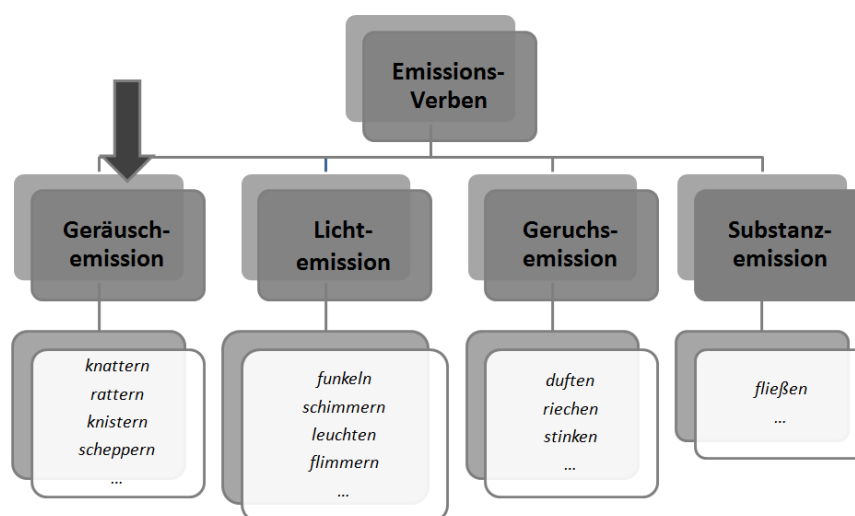 Emissions-
Verben
Geräusch-
emission
Licht-
emission
Geruchs-
emission
Substanz-
emission
knattern
rattern
knistern
scheppern
...
funkeln
schimmern
leuchten
flimmern
...
duften
riechen
stinken
...
fließen
...